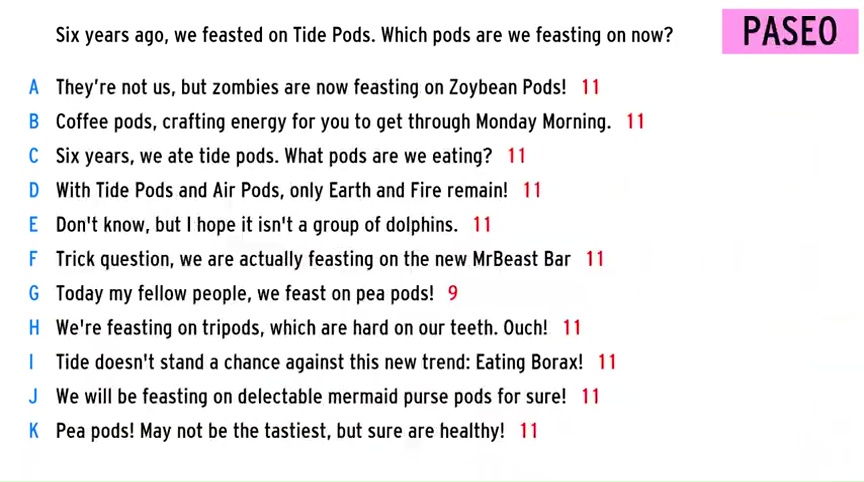 Six years ago, we feasted on Tide Pods. Which pods are we feasting on now?
PASEO
A They’re not us, but zombies are now feasting on Zoybean Pods! 11
B Coffee pods, crafting energy for you to get through Monday Morning. 11
C Six years, we ate tide pods. What pods are we eating? 11
D With Tide Pods and Air Pods, only Earth and Fire remain! 11
E Don't know, but I hope it isn't a group of dolphins. 11
F Trick question, we are actually feasting on the new MrBeast Bar 11
G Today my fellow people, we feast on pea pods! 9
H We're feasting on tripods, which are hard on our teeth. Ouch! 11
I Tide doesn't stand a chance against this new trend: Eating Borax! 11
J We will be feasting on delectable mermaid purse pods for sure! 11
K Pea pods! May not be the tastiest, but sure are healthy! 11